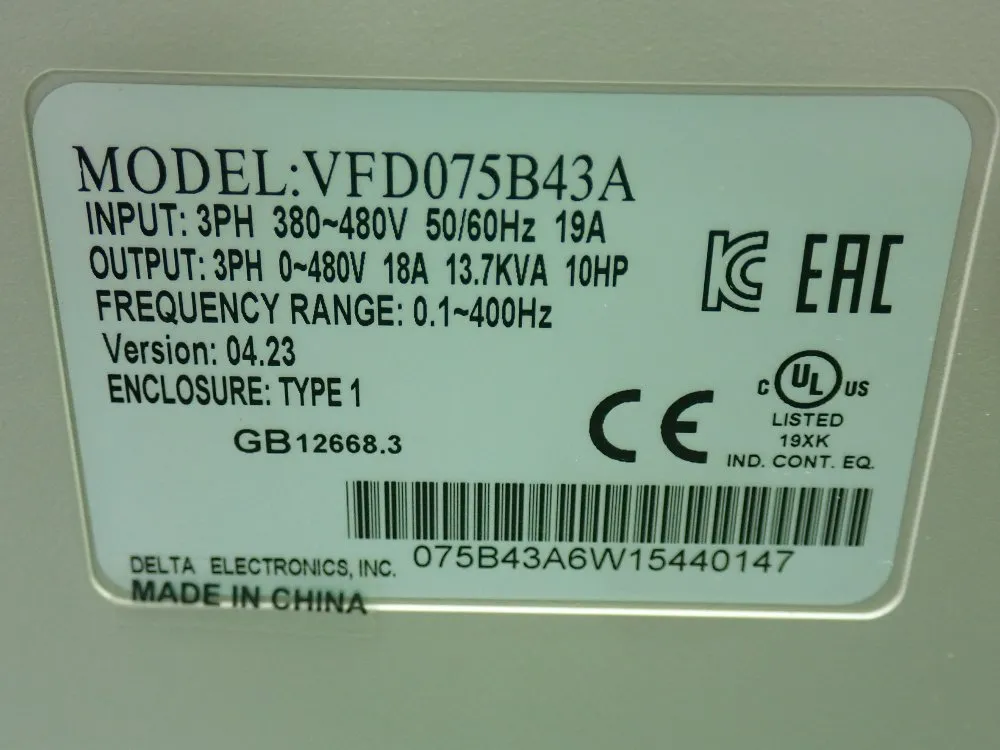 MODEL:VFD075B43A
INPUT: 3PH 380~480V 50/60Hz 19A
OUTPUT: 3PH 0~480V 18A 13.7KVA 10HP
FREQUENCY RANGE: 0.1~400Hz
Version: 04.23
ENCLOSURE: TYPE 1
GB12668.3
KC EAC
CE
C UL US
LISTED
19XK
IND. CONT. EQ.
075B43A6W15440147
DELTA ELECTRONICS, INC.
MADE IN CHINA